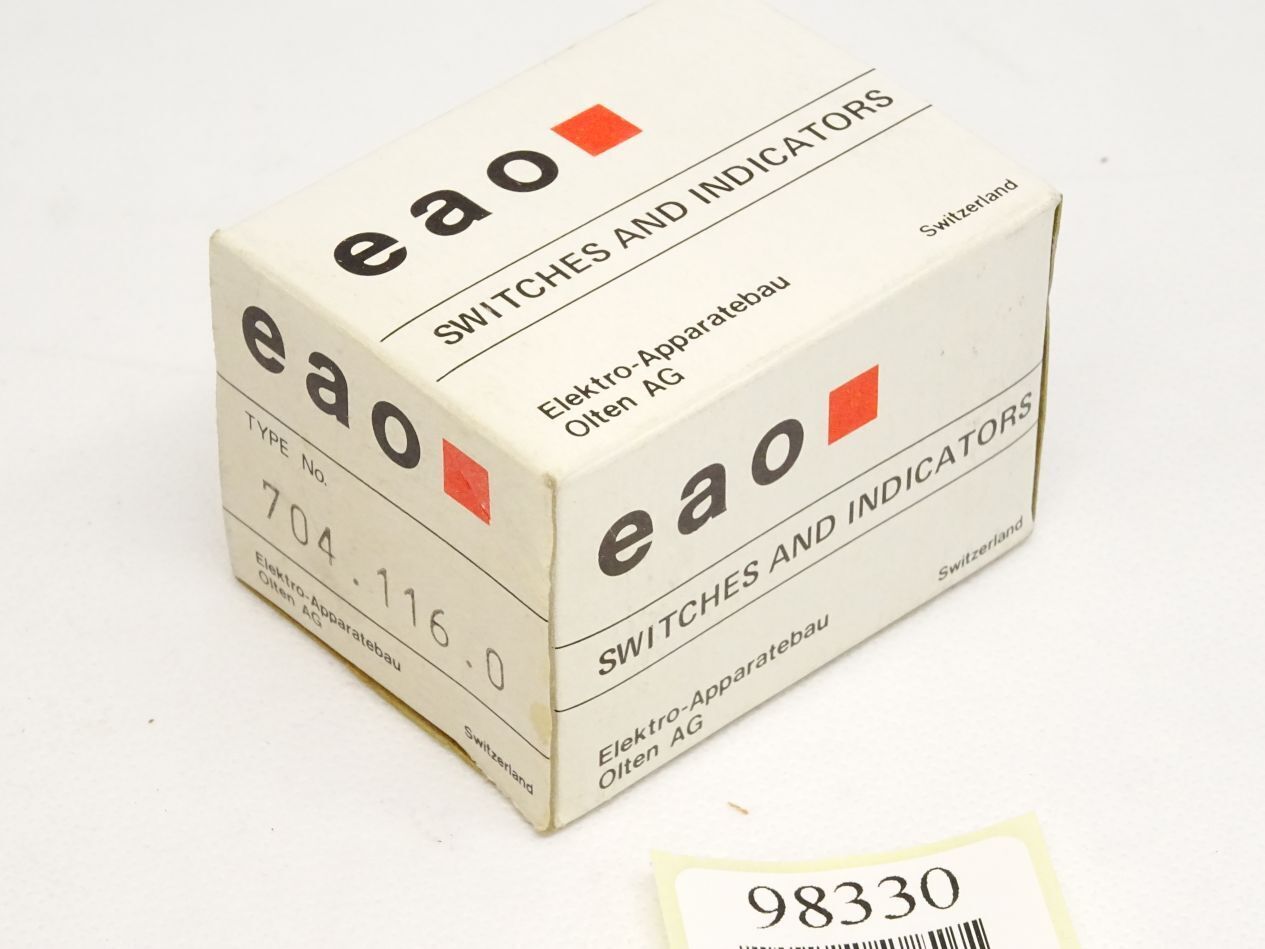 eao
SWITCHES AND INDICATORS
Elektro-Apparatebau
Olten AG
Switzerland
eao
TYPE No.
704.116.0
Elektro-Apparatebau
Olten AG
Switzerland
eao
SWITCHES AND INDICATORS
Elektro-Apparatebau
Olten AG
Switzerland
98330